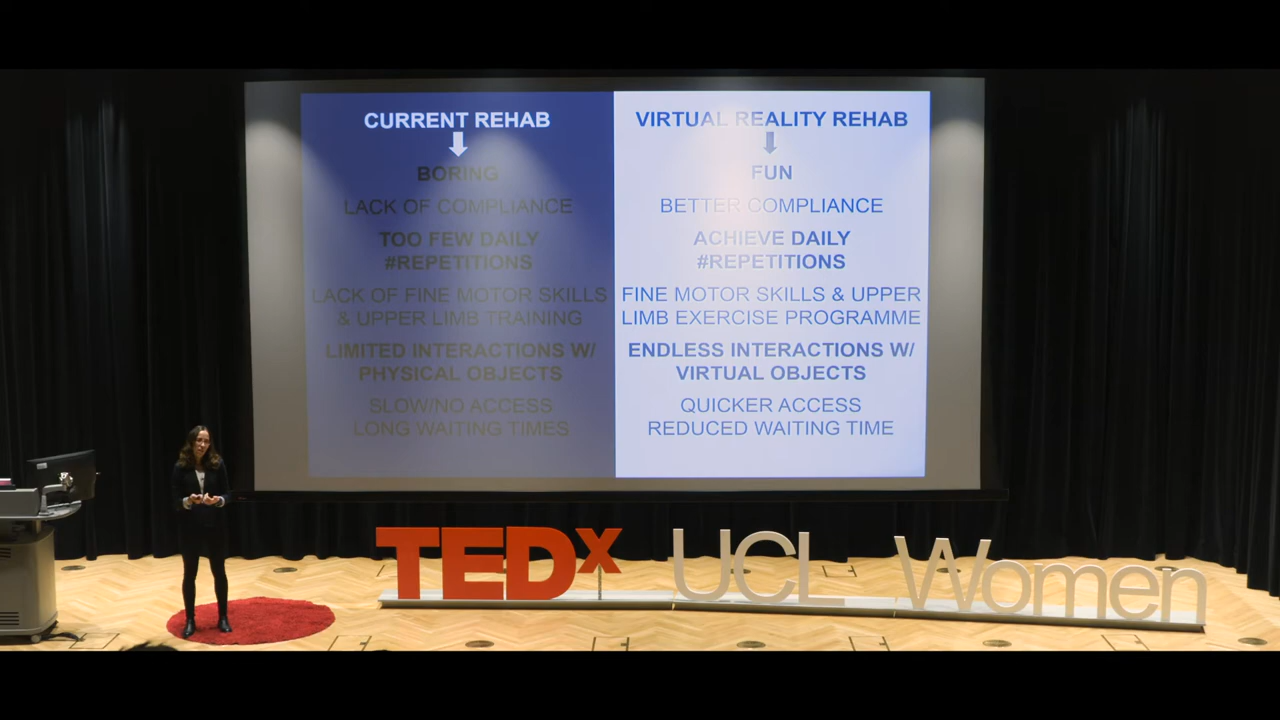 CURRENT REHAB
BORING
LACK OF COMPLIANCE
TOO FEW DAILY
#REPETITIONS
LACK OF FINE MOTOR SKILLS
& UPPER LIMB TRAINING
LIMITED INTERACTIONS W/
PHYSICAL OBJECTS
SLOW/NO ACCESS
LONG WAITING TIMES
VIRTUAL REALITY REHAB
FUN
BETTER COMPLIANCE
ACHIEVE DAILY
#REPETITIONS
FINE MOTOR SKILLS & UPPER
LIMB EXERCISE PROGRAMME
ENDLESS INTERACTIONS W/
VIRTUAL OBJECTS
QUICKER ACCESS
REDUCED WAITING TIME
TEDx UCL Women